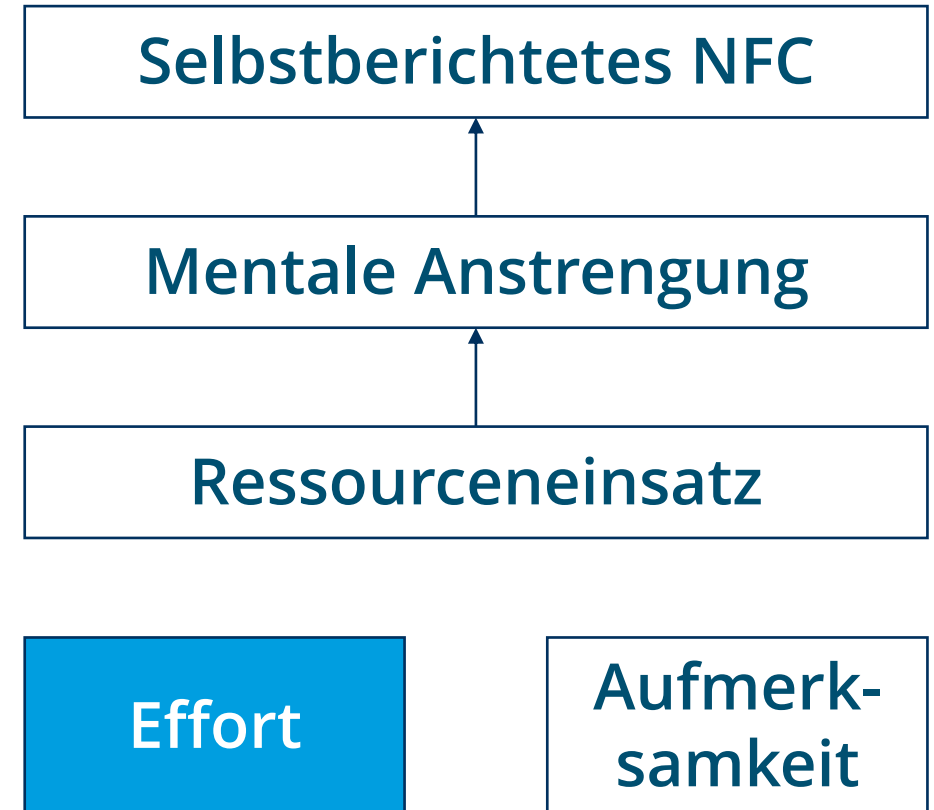 Selbstberichtetes NFC
Mentale Anstrengung
Ressourceneinsatz
Effort
Aufmerk-
samkeit